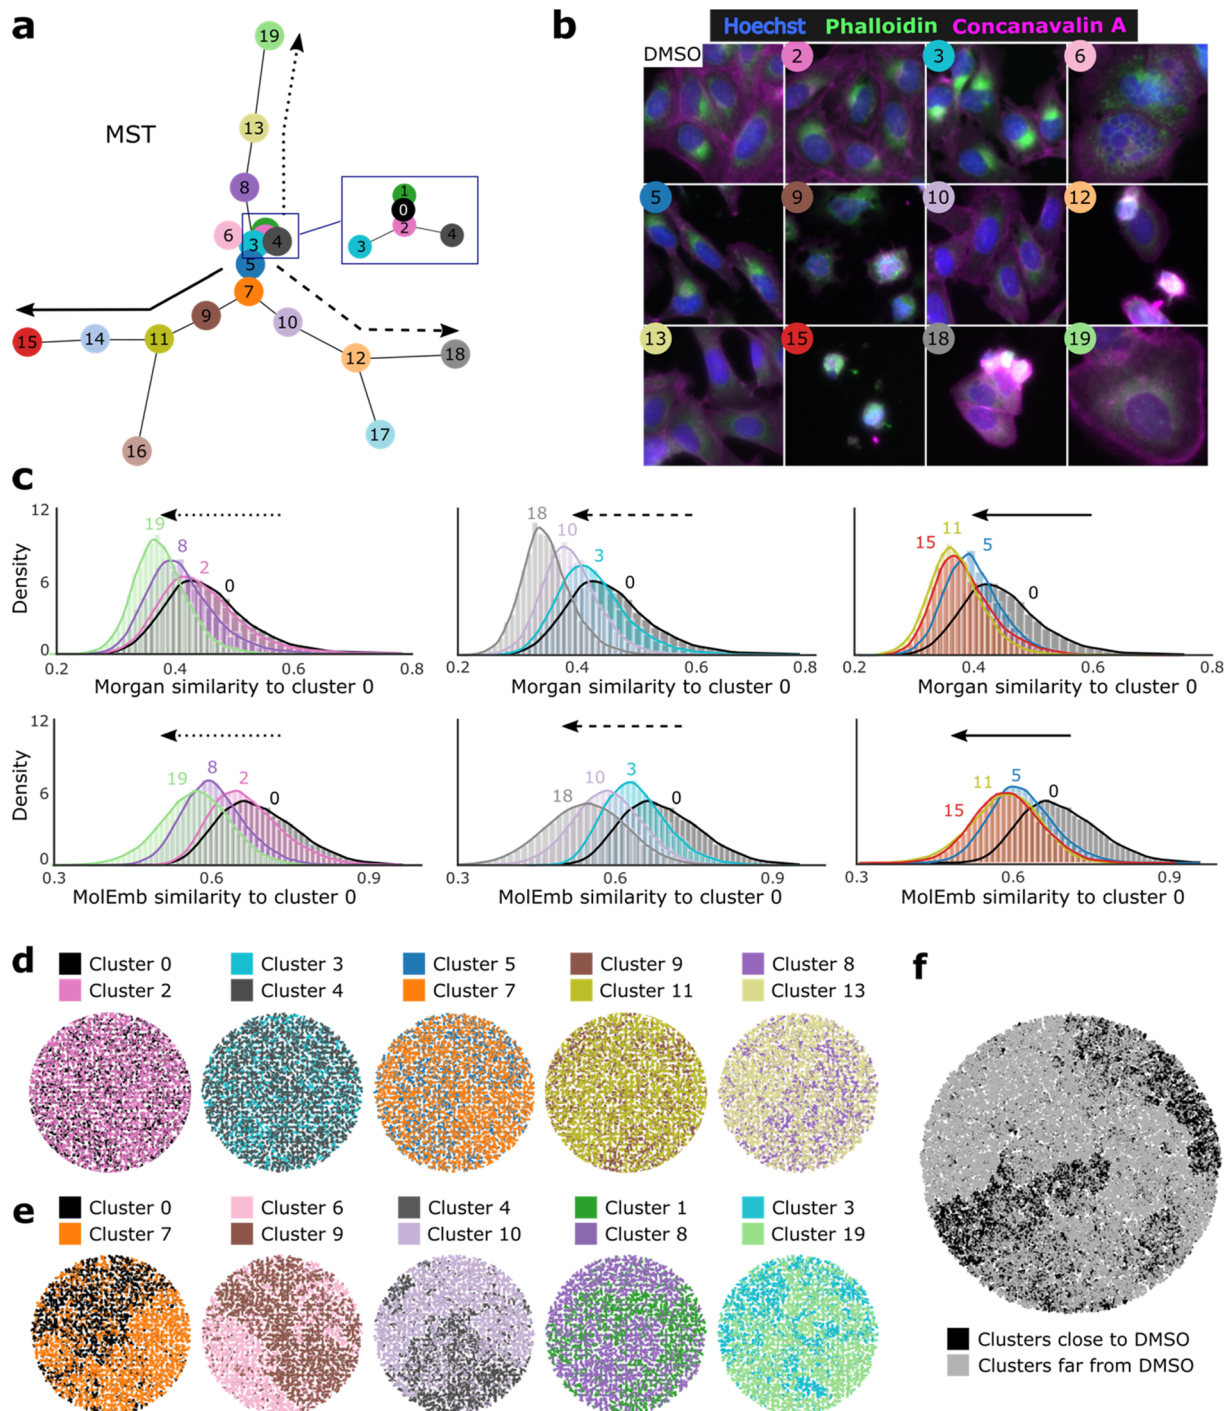 a
19
MST
13
8
1
0
2
3
4
6
3
4
5
7
9
10
15
14
11
12
18
16
17
b
Hoechst Phalloidin Concanavalin A
DMSO 2 3 6
5 9 10 12
13 15 18 19
c
Density
12
6
0
19
8
2
0
0.2 0.4 0.6 0.8
Morgan similarity to cluster 0
18
10
3
0
0.2 0.4 0.6 0.8
Morgan similarity to cluster 0
11
15
5
0
0.2 0.4 0.6 0.8
Morgan similarity to cluster 0
Density
12
6
0
19
8
2
0
0.3 0.6 0.9
MolEmb similarity to cluster 0
18
10
3
0
0.3 0.6 0.9
MolEmb similarity to cluster 0
11
15
5
0
0.3 0.6 0.9
MolEmb similarity to cluster 0
d
Cluster 0 Cluster 3 Cluster 5 Cluster 9 Cluster 8
Cluster 2 Cluster 4 Cluster 7 Cluster 11 Cluster 13
e
Cluster 0 Cluster 6 Cluster 4 Cluster 1 Cluster 3
Cluster 7 Cluster 9 Cluster 10 Cluster 8 Cluster 19
f
Clusters close to DMSO
Clusters far from DMSO